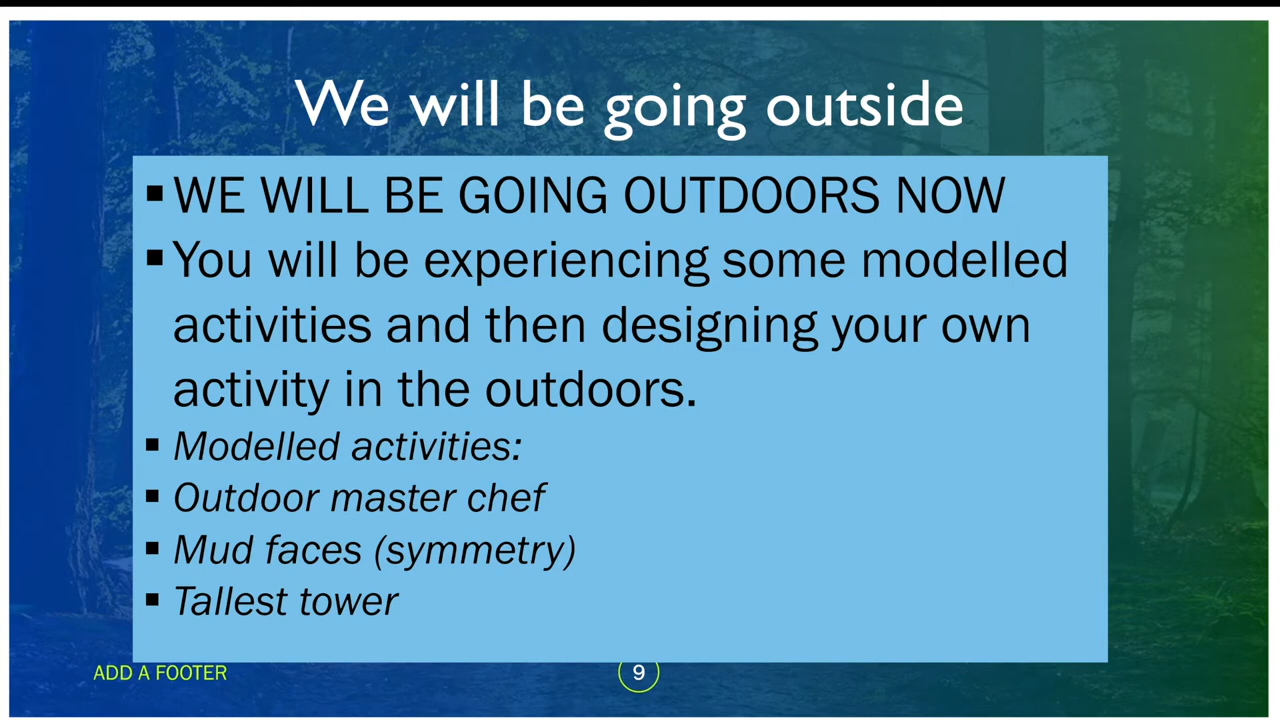 We will be going outside
▪ WE WILL BE GOING OUTDOORS NOW
▪ You will be experiencing some modelled
activities and then designing your own
activity in the outdoors.
▪ Modelled activities:
▪ Outdoor master chef
▪ Mud faces (symmetry)
▪ Tallest tower
ADD A FOOTER
9